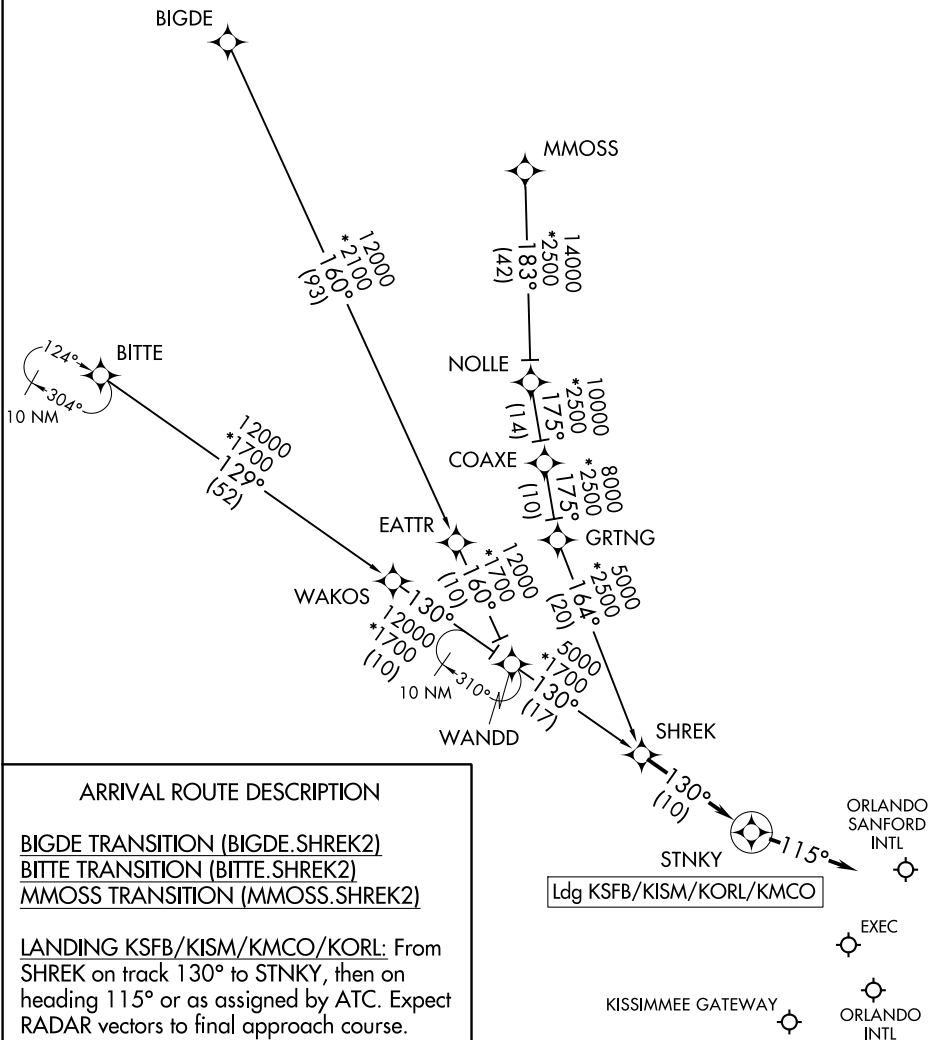 BIGDE
MMOSS
12000
*2100
160°
(93)
14000
*2500
183°
(42)
BITTE
124°
304°
10 NM
NOLLE
10000
*2500
175°
(14)
12000
*1700
129°
(52)
COAXE
8000
*2500
175°
(10)
EATTR
GRTNG
12000
*1700
160°
(10)
5000
*2500
164°
(20)
WAKOS
130°
12000
*1700
(10)
10 NM
310°
5000
*1700
130°
(17)
WANDD
SHREK
130°
(10)
STNKY
115°
ORLANDO
SANFORD
INTL
Ldg KSFB/KISM/KORL/KMCO
EXEC
KISSIMMEE GATEWAY
ORLANDO
INTL
ARRIVAL ROUTE DESCRIPTION
BIGDE TRANSITION (BIGDE.SHREK2)
BITTE TRANSITION (BITTE.SHREK2)
MMOSS TRANSITION (MMOSS.SHREK2)
LANDING KSFB/KISM/KMCO/KORL: From
SHREK on track 130° to STNKY, then on
heading 115° or as assigned by ATC. Expect
RADAR vectors to final approach course.